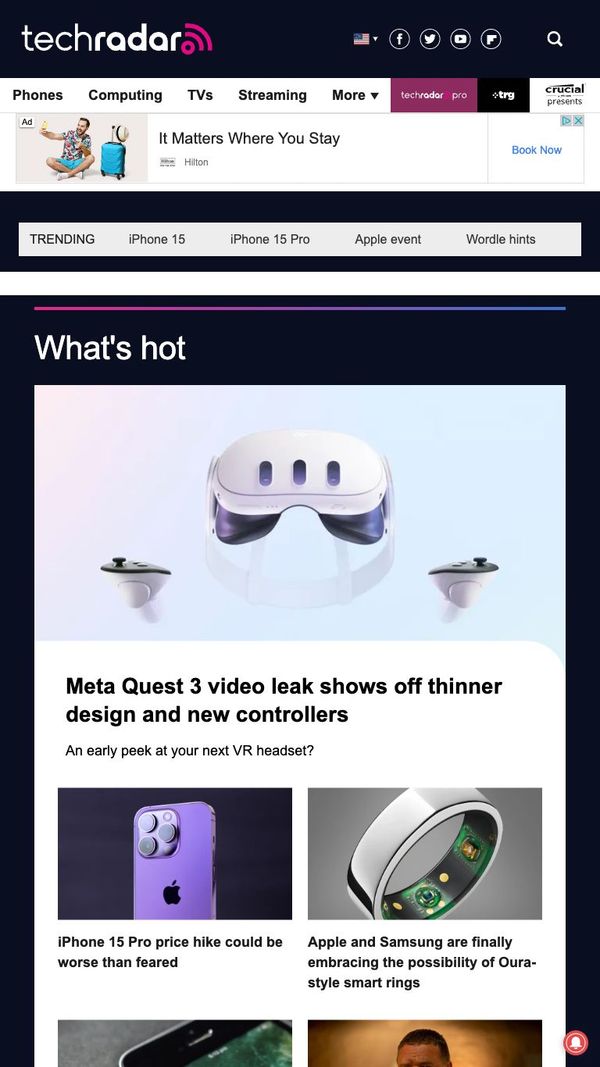 techradar
Phones
Computing
TVs
Streaming
More
techradar pro
trg
crucial
presents
Ad
It Matters Where You Stay
Hilton
Book Now
TRENDING
iPhone 15
iPhone 15 Pro
Apple event
Wordle hints
What's hot
Meta Quest 3 video leak shows off thinner
design and new controllers
An early peek at your next VR headset?
iPhone 15 Pro price hike could be
worse than feared
Apple and Samsung are finally
embracing the possibility of Oura-
style smart rings